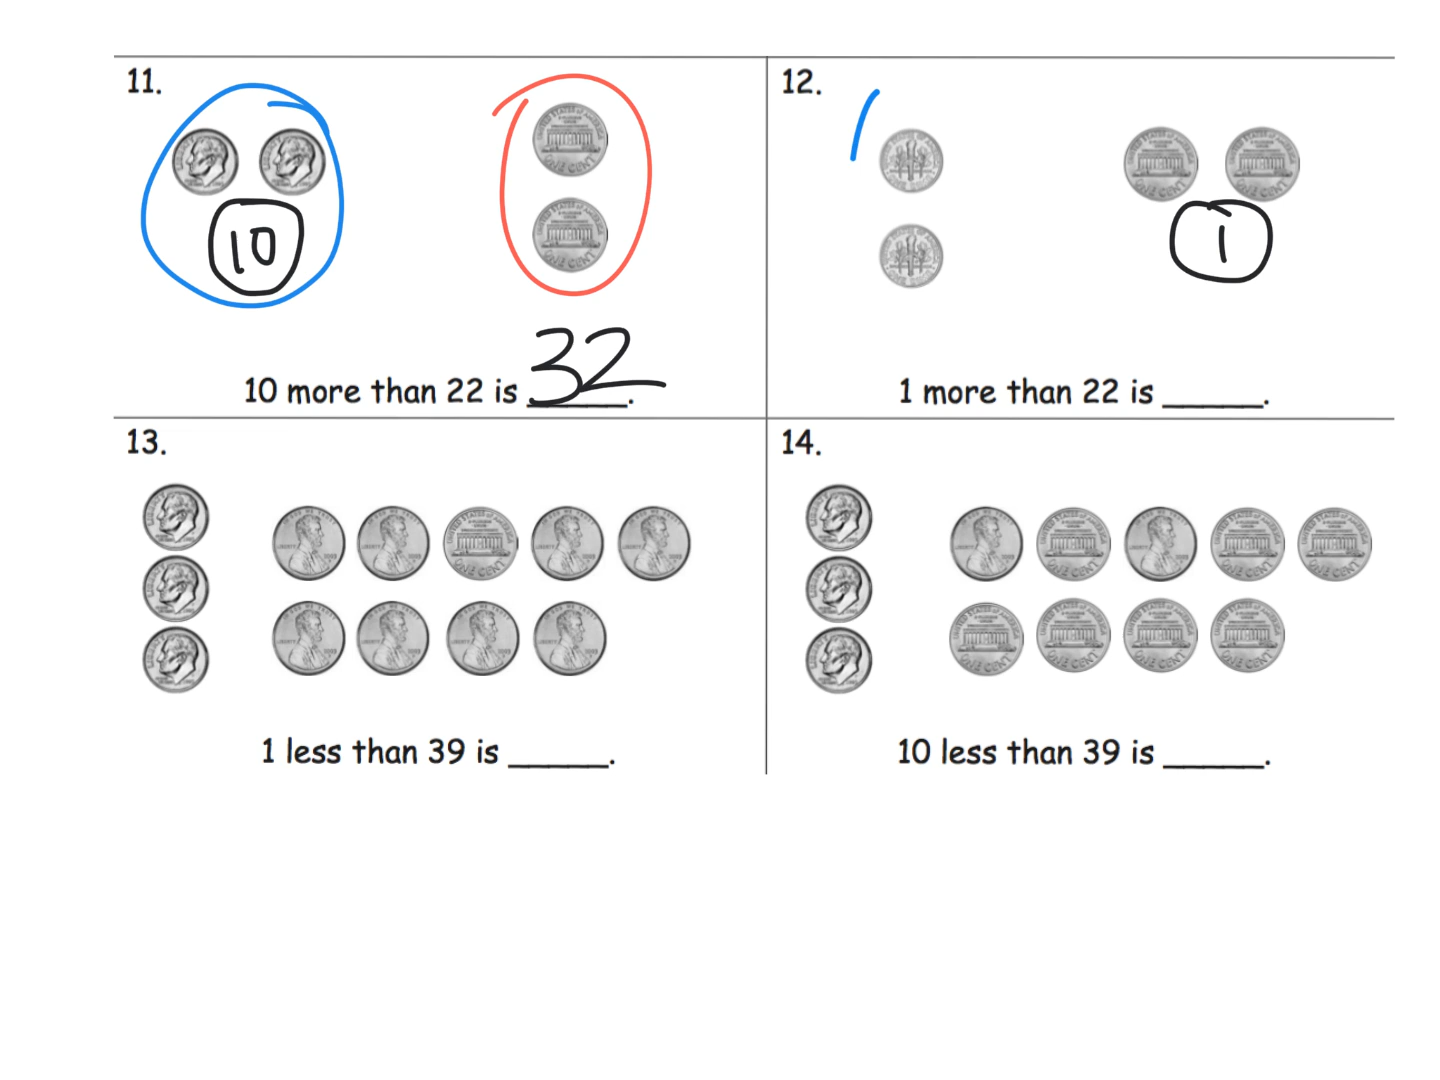 11.
10
10 more than 22 is 32.
12.
1
1 more than 22 is ______.
13.
1 less than 39 is ______.
14.
10 less than 39 is ______.